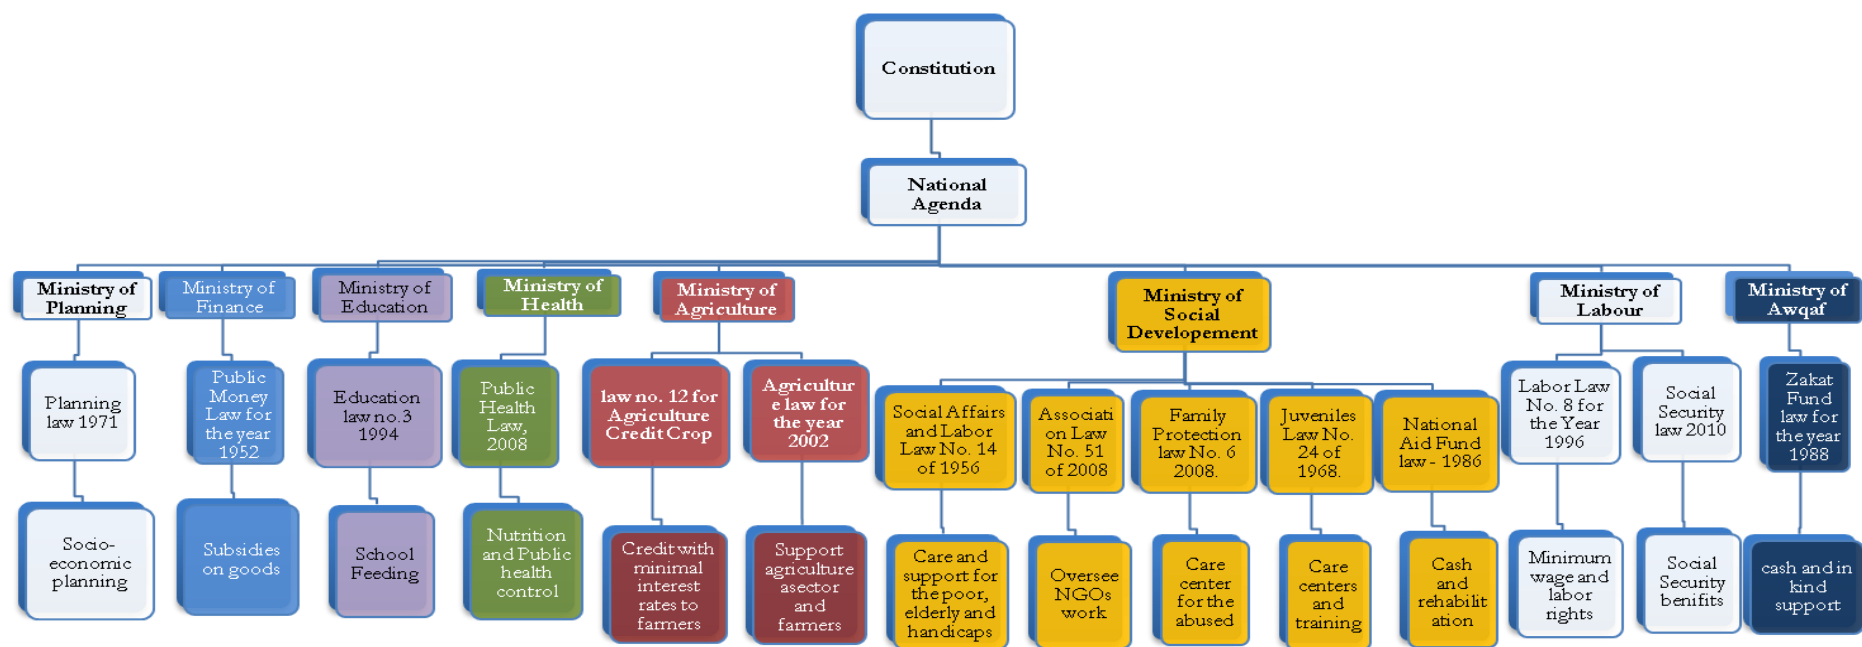 Constitution
National
Agenda
Ministry of
Planning
Ministry of
Finance
Ministry of
Education
Ministry of
Health
Ministry of
Agriculture
Ministry of
Social
Developement
Ministry of
Labour
Ministry of
Awqaf
Planning
law 1971
Public
Money
Law for
the year
1952
Education
law no.3
1994
Public
Health
Law,
2008
law no. 12 for
Agriculture
Credit Crop
Agricultur
e law for
the year
2002
Social Affairs
and Labor
Law No. 14
of 1956
Associati
on Law
No. 51
of 2008
Family
Protection
law No. 6
2008.
Juveniles
Law No.
24 of
1968.
National
Aid Fund
law - 1986
Labor Law
No. 8 for
the Year
1996
Social
Security
law 2010
Zakat
Fund
law for
the year
1988
Socio-
economic
planning
Subsidies
on goods
School
Feeding
Nutrition
and Public
health
control
Credit with
minimal
interest
rates to
farmers
Support
agriculture
asector
and
farmers
Care and
support for
the poor,
elderly and
handicaps
Oversee
NGOs
work
Care
center
for the
abused
Care
centers
and
training
Cash
and
rehabilit
ation
Minimum
wage and
labor
rights
Social
Security
benifits
cash and in
kind
support